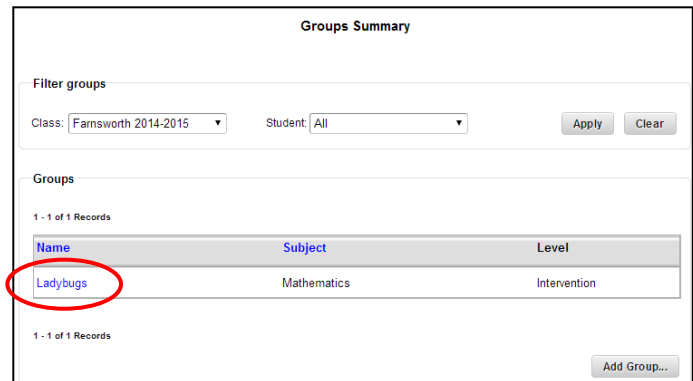 Groups Summary
Filter groups
Class: Farnsworth 2014-2015 Student: All Apply Clear
Groups
1 - 1 of 1 Records
Name Subject Level
Ladybugs Mathematics Intervention
1 - 1 of 1 Records
Add Group...